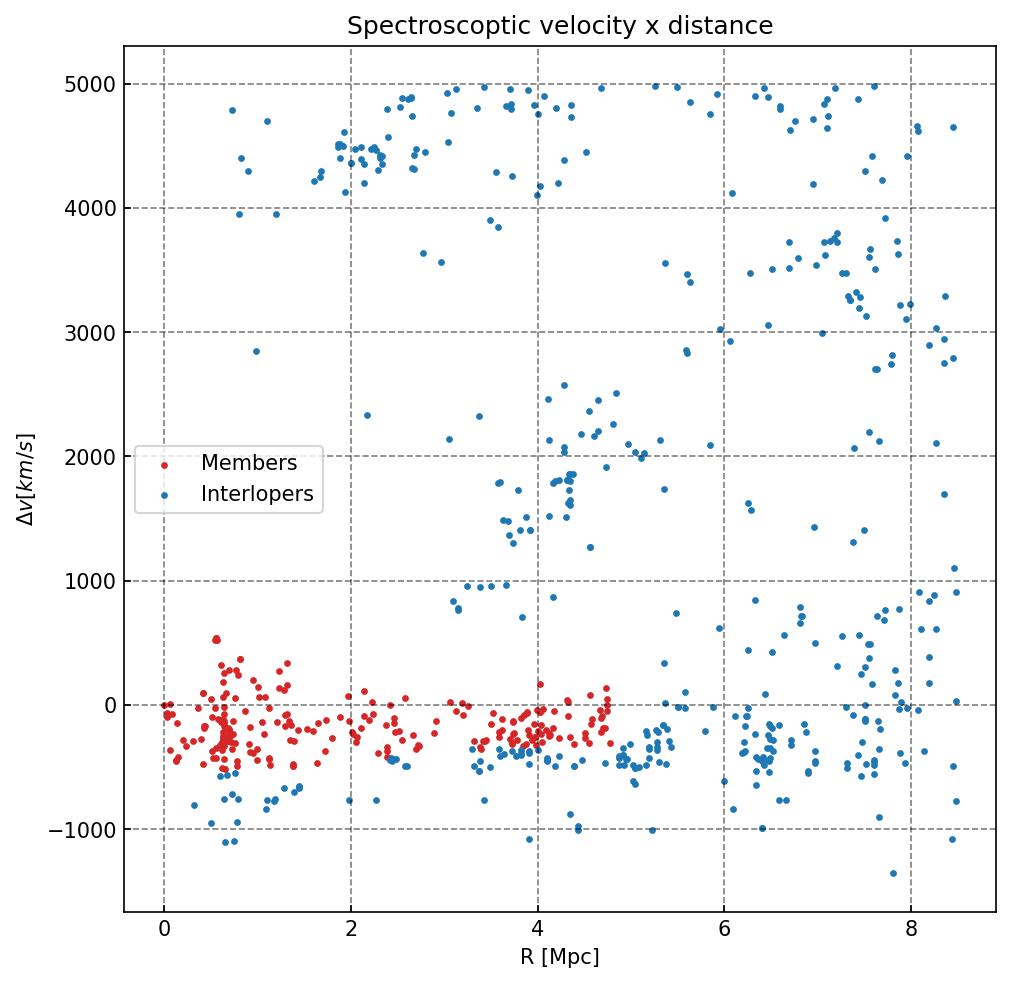 Spectroscoptic velocity x distance
5000
4000
3000
2000
1000
0
−1000
Δv[km/s]
Members
Interlopers
0 2 4 6 8
R [Mpc]